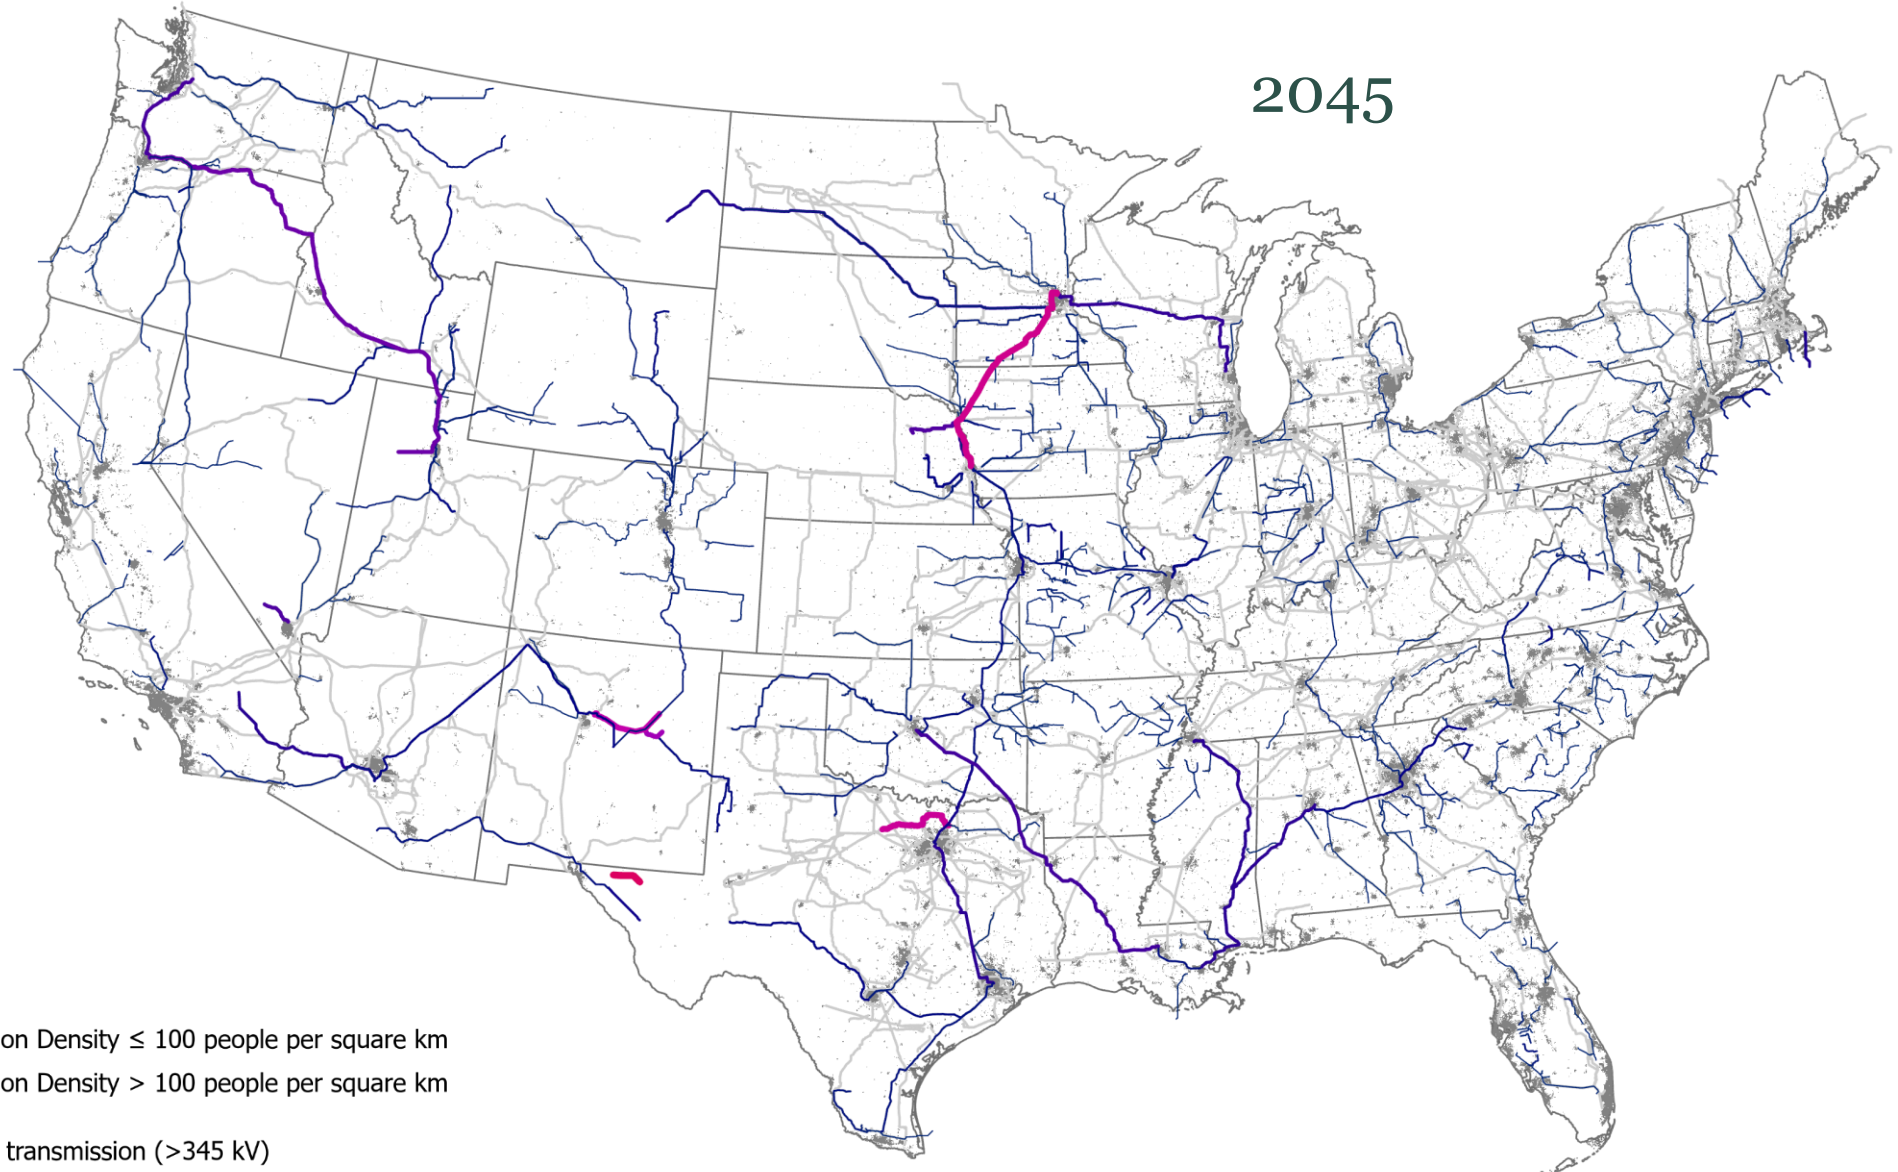 2045
on Density ≤ 100 people per square km
on Density > 100 people per square km
transmission (>345 kV)